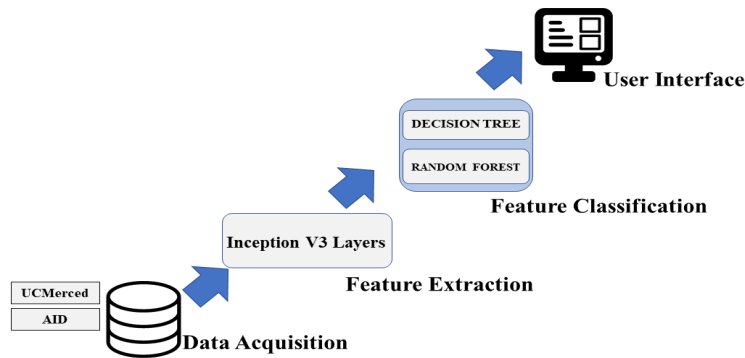 User Interface
DECISION TREE
RANDOM FOREST
Feature Classification
Inception V3 Layers
Feature Extraction
UCMerced
AID
Data Acquisition